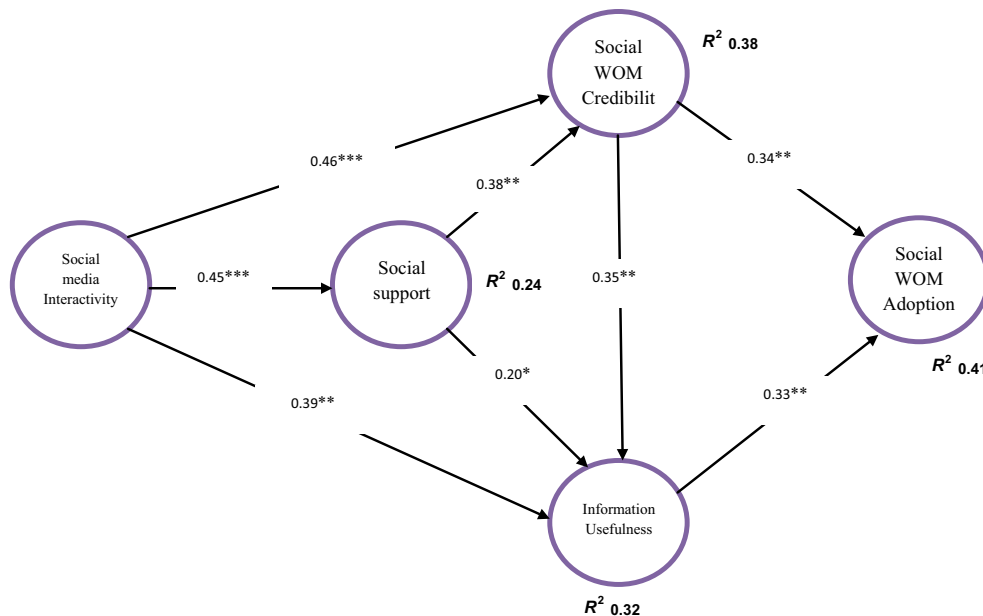 Social
WOM
Credibilit
R² 0.38
0.46***
0.38**
0.34**
Social
media
Interactivity
0.45***
Social
support
R² 0.24
0.35**
Social
WOM
Adoption
R² 0.41
0.39**
0.20*
0.33**
Information
Usefulness
R² 0.32